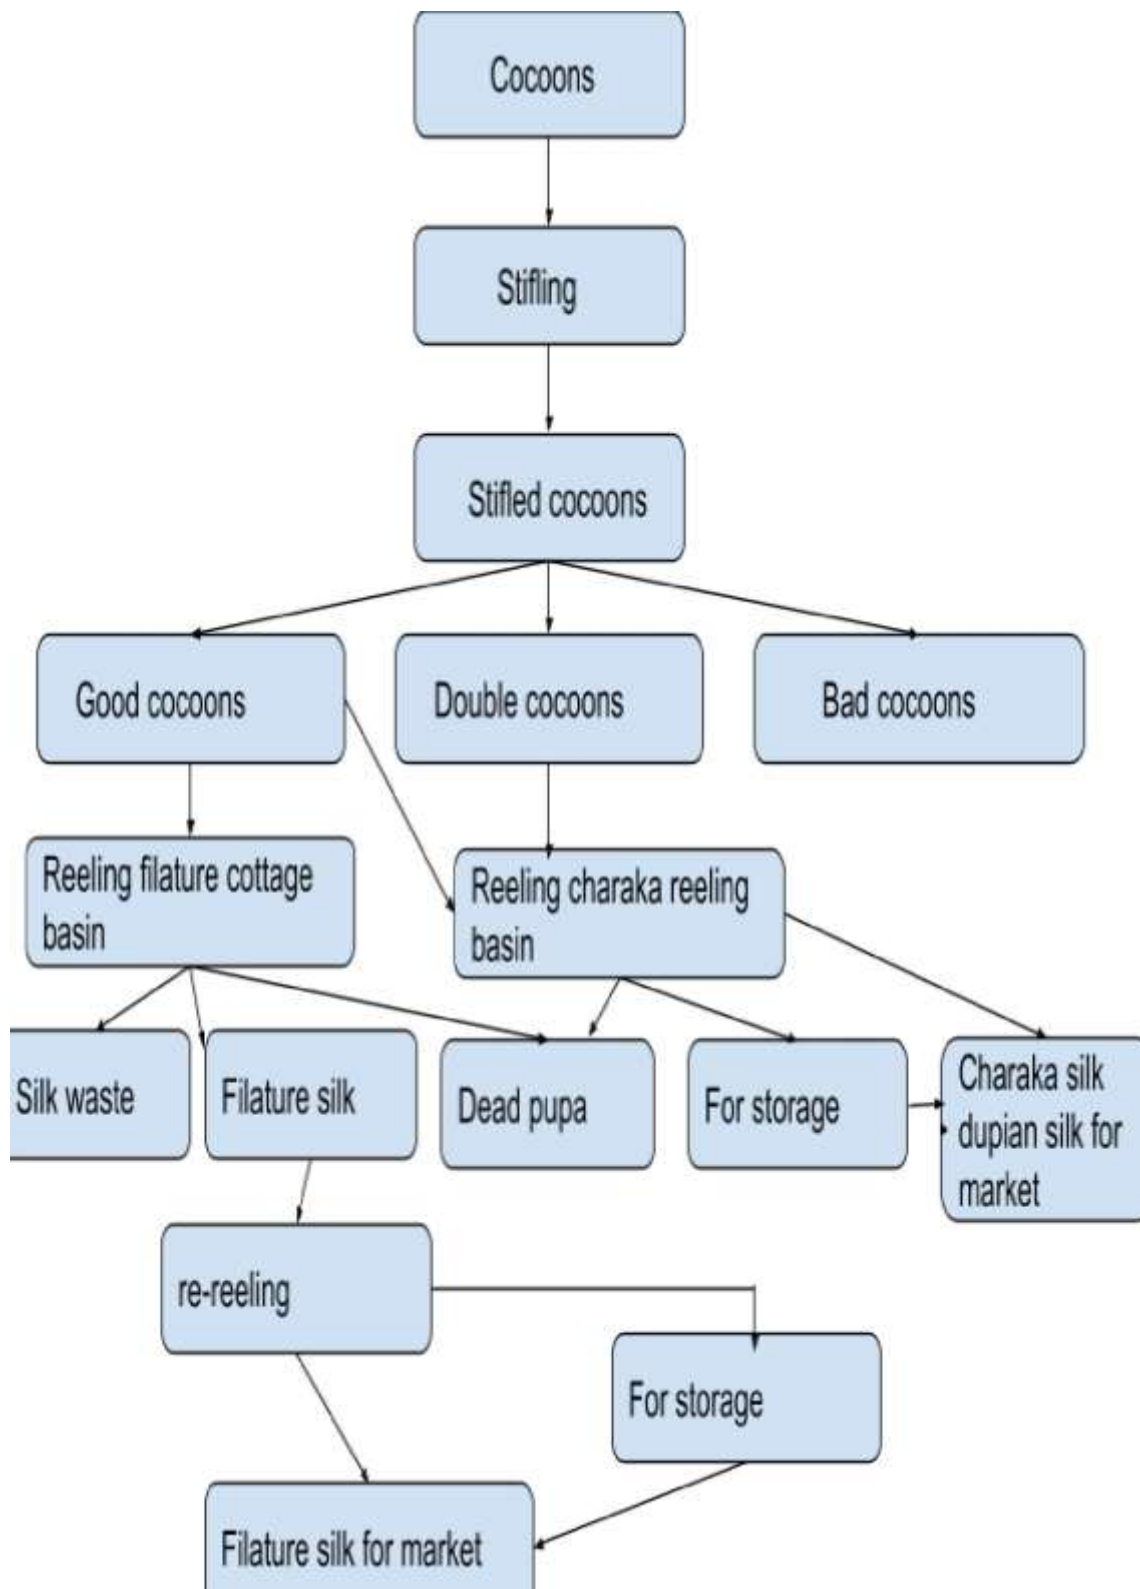 Cocoons
Stifling
Stifled cocoons
Good cocoons
Double cocoons
Bad cocoons
Reeling filature cottage
basin
Reeling charaka reeling
basin
Silk waste
Filature silk
Dead pupa
For storage
Charaka silk
dupian silk for
market
re-reeling
For storage
Filature silk for market